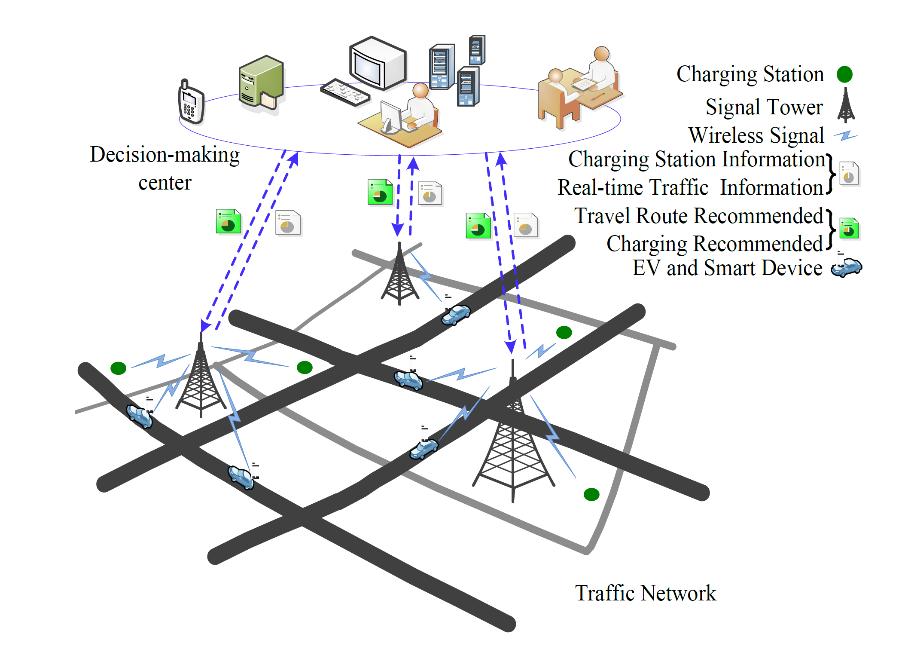 Charging Station
Signal Tower
Wireless Signal
Decision-making
center
Charging Station Information
Real-time Traffic Information
Travel Route Recommended
Charging Recommended
EV and Smart Device
Traffic Network